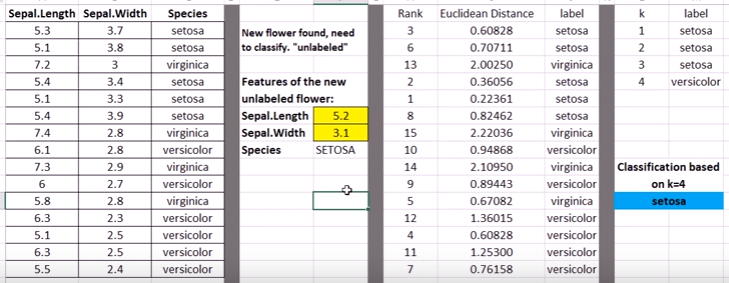 Sepal.Length Sepal.Width Species Rank Euclidean Distance label k label
5.3 3.7 setosa New flower found, need 3 0.60828 setosa 1 setosa
5.1 3.8 setosa to classify. "unlabeled" 6 0.70711 setosa 2 setosa
7.2 3 virginica 13 2.00250 virginica 3 setosa
5.4 3.4 setosa Features of the new 2 0.36056 setosa 4 versicolor
5.1 3.3 setosa unlabeled flower: 1 0.22361 setosa
5.4 3.9 setosa Sepal.Length 5.2 8 0.82462 setosa
7.4 2.8 virginica Sepal.Width 3.1 15 2.22036 virginica
6.1 2.8 versicolor Species SETOSA 10 0.94868 versicolor
7.3 2.9 virginica 14 2.10950 virginica Classification based
6 2.7 versicolor 9 0.89443 versicolor on k=4
5.8 2.8 virginica 5 0.67082 virginica setosa
6.3 2.3 versicolor 12 1.36015 versicolor
5.1 2.5 versicolor 4 0.60828 versicolor
6.3 2.5 versicolor 11 1.25300 versicolor
5.5 2.4 versicolor 7 0.76158 versicolor